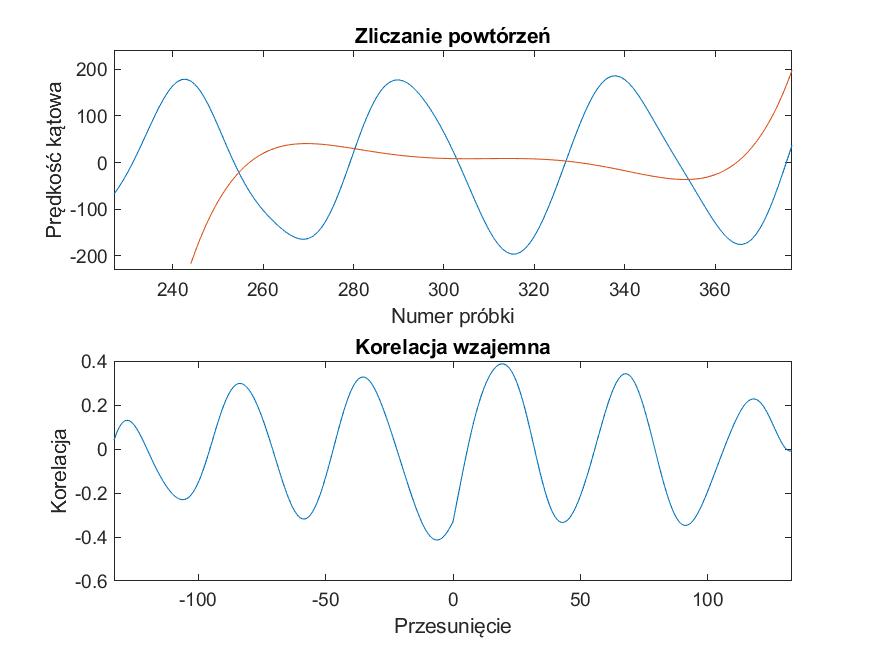 Zliczanie powtórzeń
200
100
0
-100
-200
Prędkość kątowa
240 260 280 300 320 340 360
Numer próbki
Korelacja wzajemna
0.4
0.2
0
-0.2
-0.4
-0.6
Korelacja
-100 -50 0 50 100
Przesunięcie